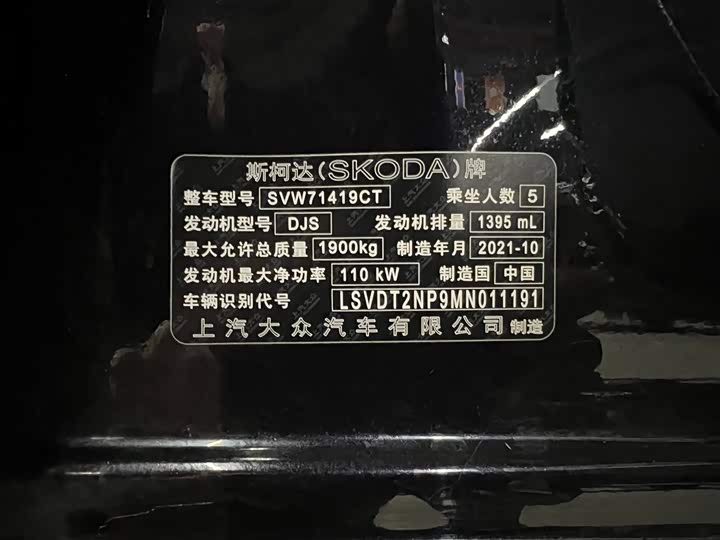 斯柯达(SKODA)牌
整车型号 SVW71419CT 乘坐人数 5
发动机型号 DJS 发动机排量 1395 mL
最大允许总质量 1900kg 制造年月 2021-10
发动机最大净功率 110 kW 制造国 中国
车辆识别代号 LSVDT2NP9MN011191
上汽大众汽车有限公司 制造